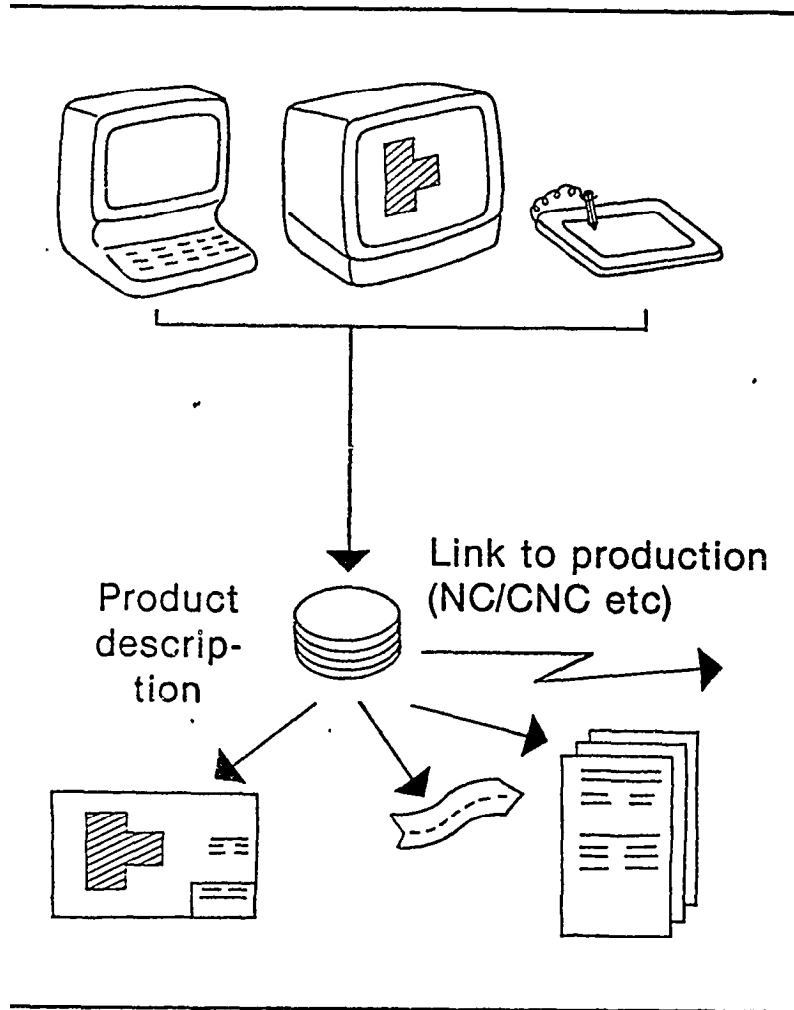 Link to production
(NC/CNC etc)
Product
descrip-
tion